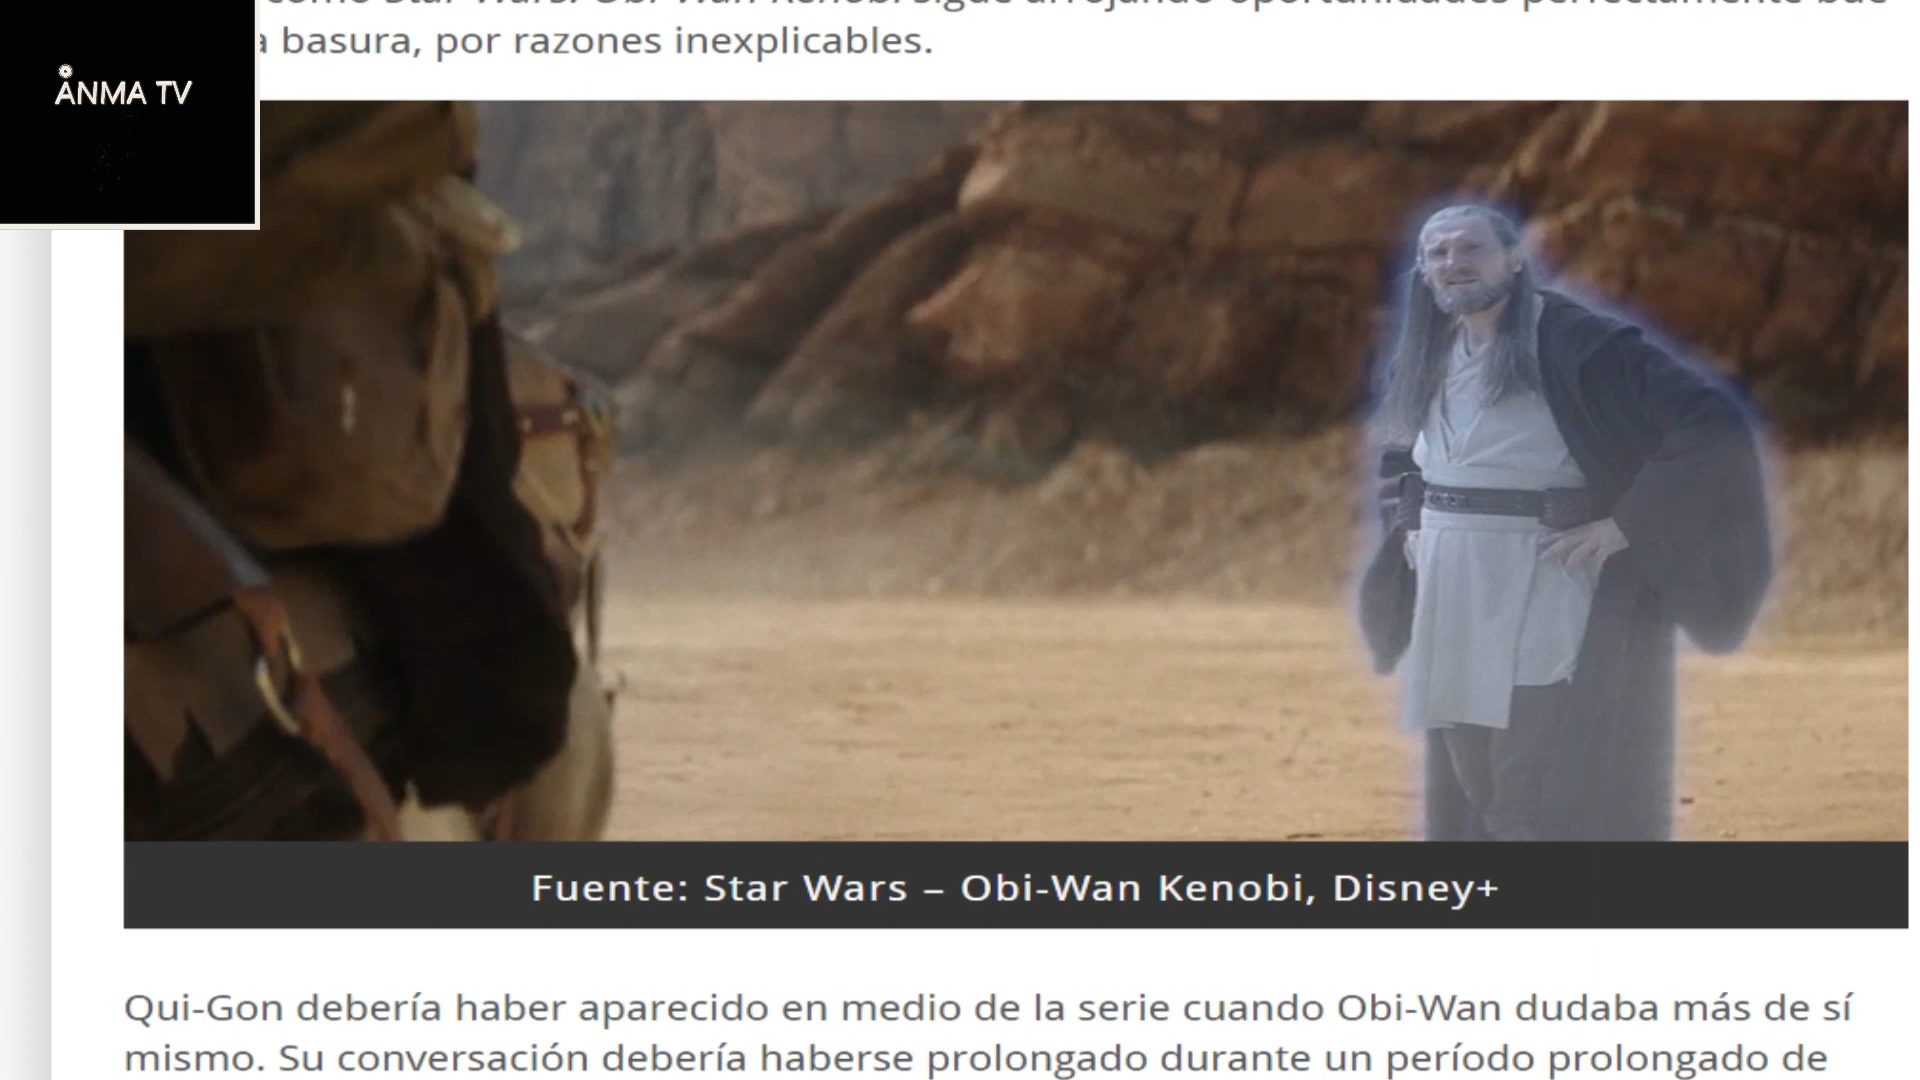 basura, por razones inexplicables.
ÅNMA TV
Fuente: Star Wars – Obi-Wan Kenobi, Disney+
Qui-Gon debería haber aparecido en medio de la serie cuando Obi-Wan dudaba más de sí
mismo. Su conversación debería haberse prolongado durante un período prolongado de